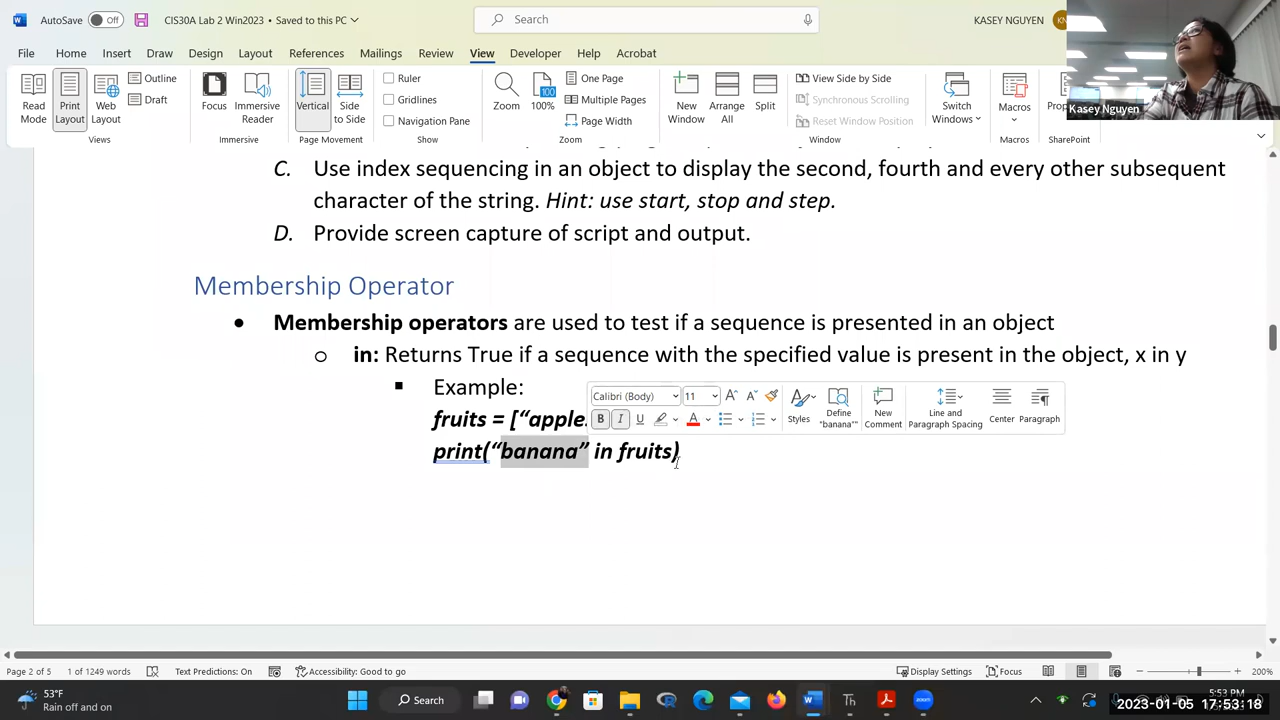 AutoSave Off CIS30A Lab 2 Win2023 • Saved to this PC Search KASEY NGUYEN
File Home Insert Draw Design Layout References Mailings Review View Developer Help Acrobat
Read Mode Print Layout Web Layout Outline Draft Focus Immersive Reader Vertical Side to Side Ruler Gridlines Navigation Pane Zoom 100% 100 One Page Multiple Pages Page Width New Window Arrange All Split View Side by Side Synchronous Scrolling Reset Window Position Switch Windows Macros
Views Immersive Page Movement Show Zoom Window Macros SharePoint
Kasey Nguyen
C. Use index sequencing in an object to display the second, fourth and every other subsequent
character of the string. Hint: use start, stop and step.
D. Provide screen capture of script and output.
Membership Operator
• Membership operators are used to test if a sequence is presented in an object
o in: Returns True if a sequence with the specified value is present in the object, x in y
▪ Example:
fruits = [“apple
print(“banana” in fruits)
Calibri (Body) 11 A A Styles Define "banana" New Comment Line and Paragraph Spacing Center Paragraph
B I U A
Page 2 of 5 1 of 1249 words Text Predictions: On Accessibility: Good to go Display Settings Focus 200%
53°F
Rain off and on
Search
5:53 PM
2023-01-05 17:53:18